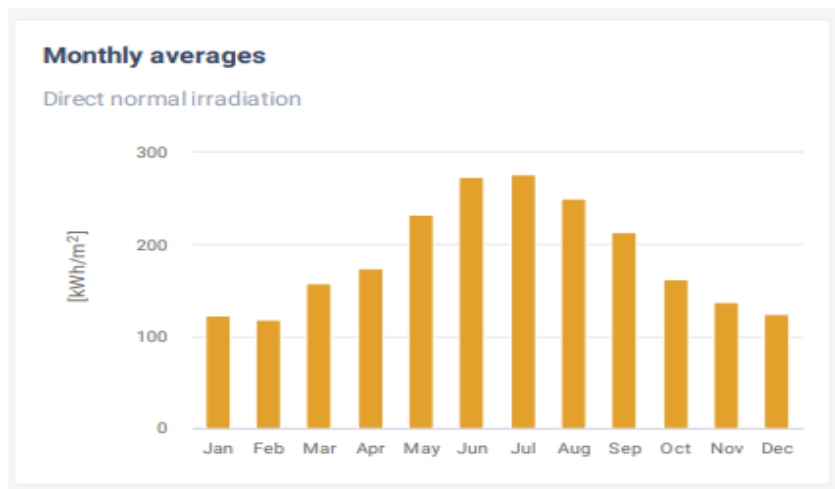 Monthly averages
Direct normal irradiation
300
200
100
0
[kWh/m²]
Jan Feb Mar Apr May Jun Jul Aug Sep Oct Nov Dec